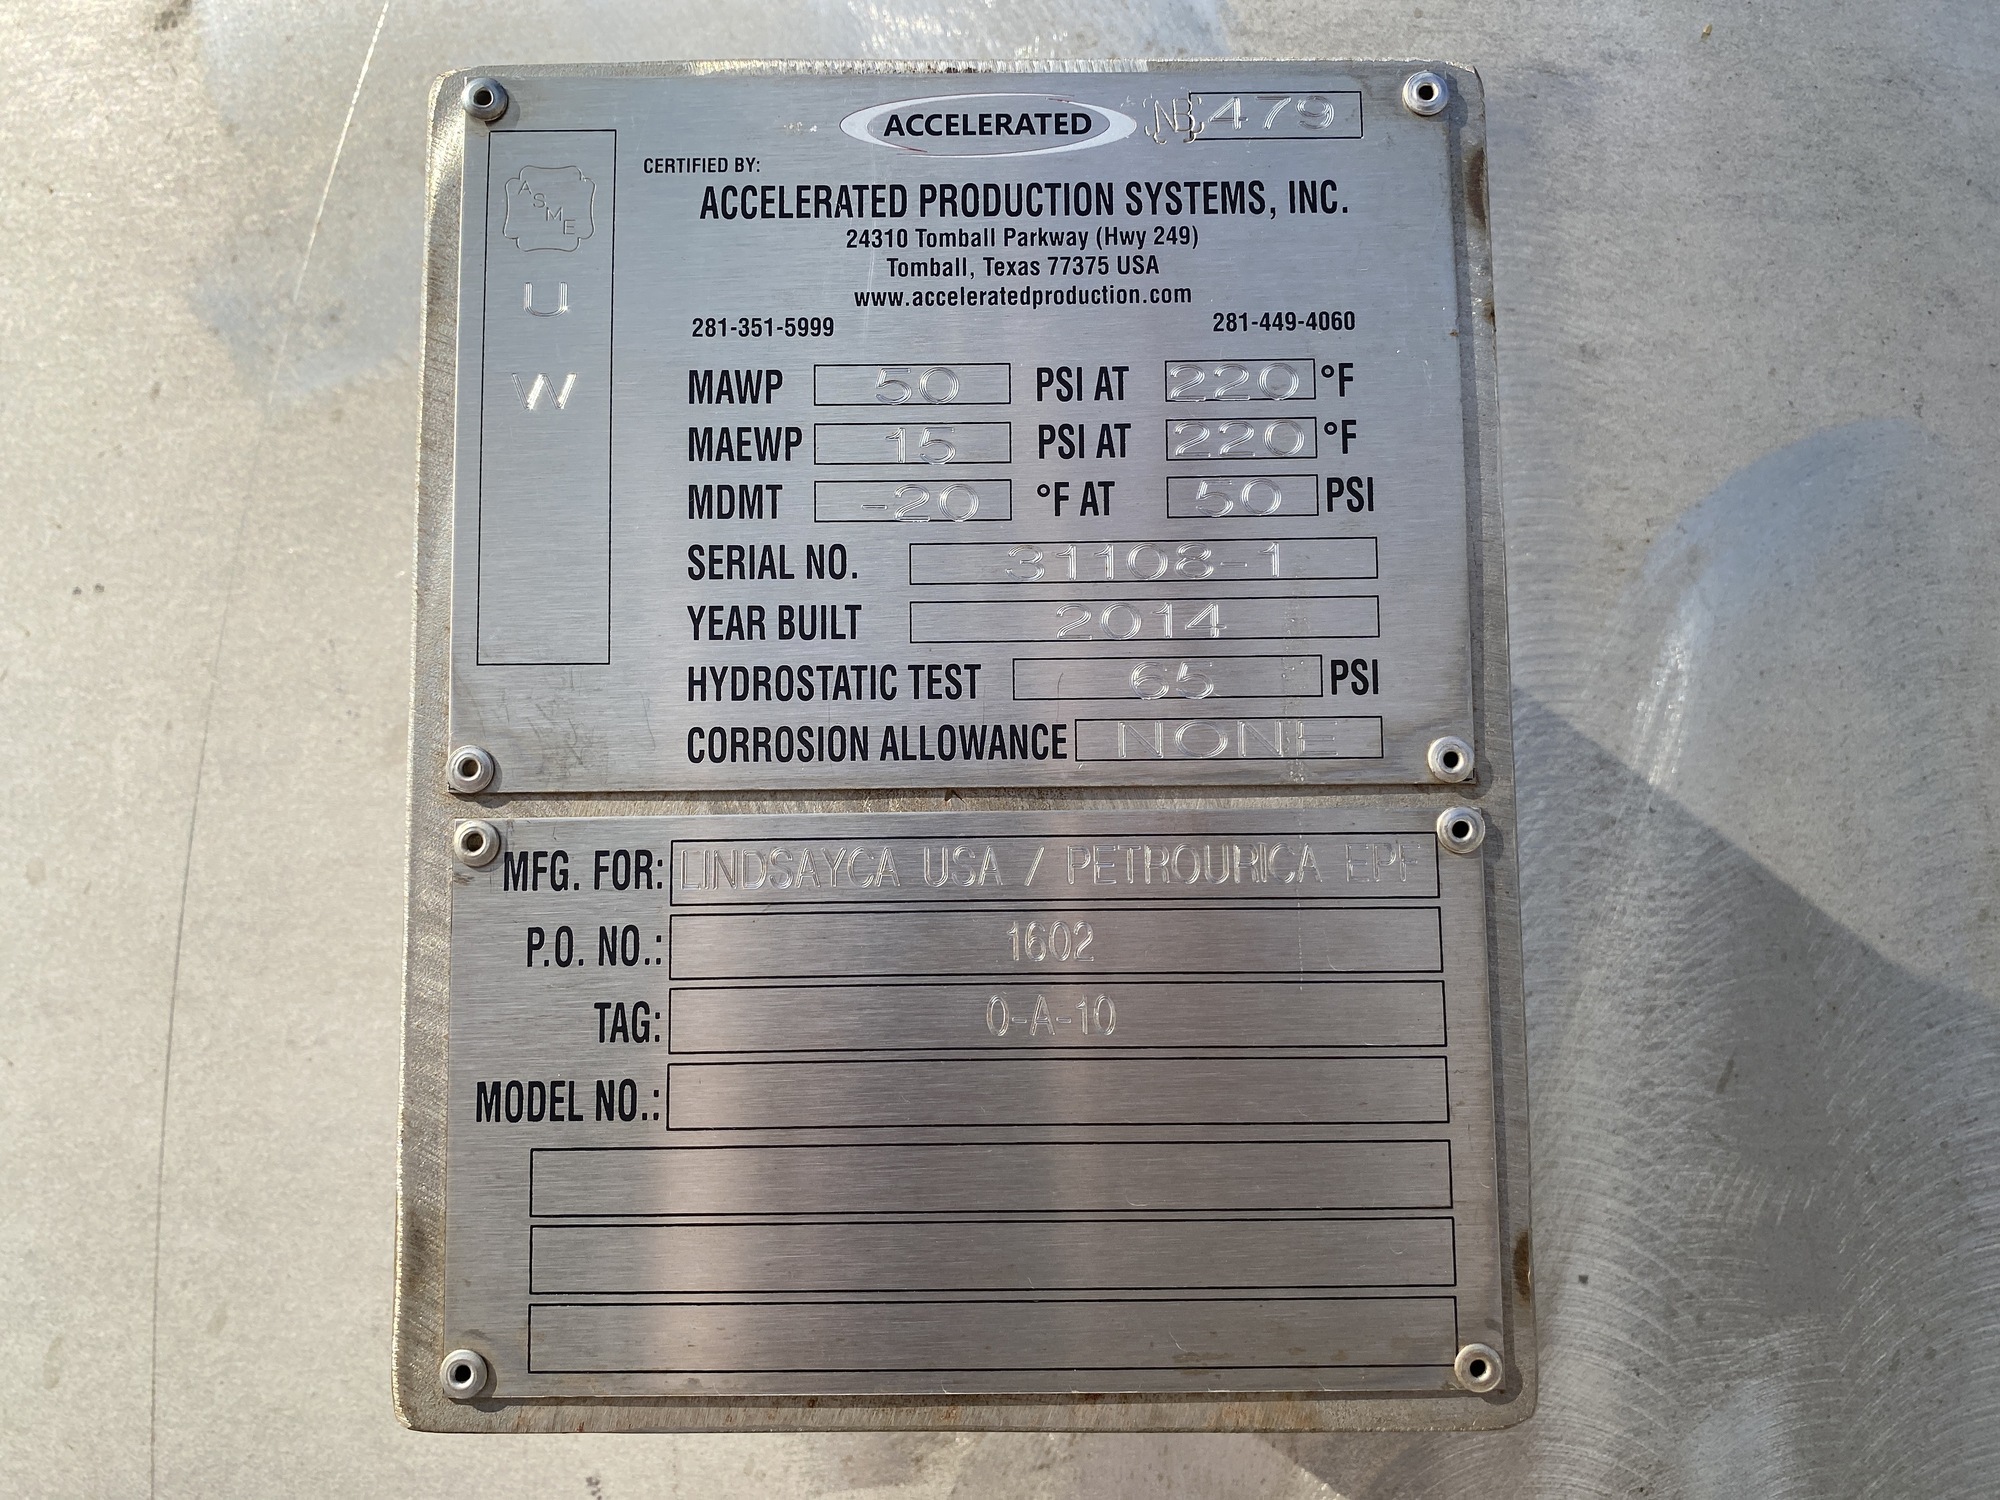 ACCELERATED
NB 479
CERTIFIED BY:
ACCELERATED PRODUCTION SYSTEMS, INC.
24310 Tomball Parkway (Hwy 249)
Tomball, Texas 77375 USA
www.acceleratedproduction.com
281-351-5999 281-449-4060
ASME
U
W
MAWP 50 PSI AT 220 °F
MAEWP 15 PSI AT 220 °F
MDMT -20 °F AT 50 PSI
SERIAL NO. 31108-1
YEAR BUILT 2014
HYDROSTATIC TEST 65 PSI
CORROSION ALLOWANCE NONE
MFG. FOR: LINDSAYCA USA / PETROURICA EPF
P.O. NO.: 1602
TAG: 0-A-10
MODEL NO.: